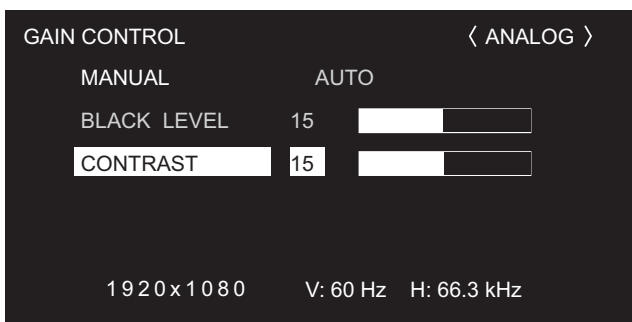 GAIN CONTROL 〈 ANALOG 〉
MANUAL AUTO
BLACK LEVEL 15
CONTRAST 15
1920x1080 V: 60 Hz H: 66.3 kHz